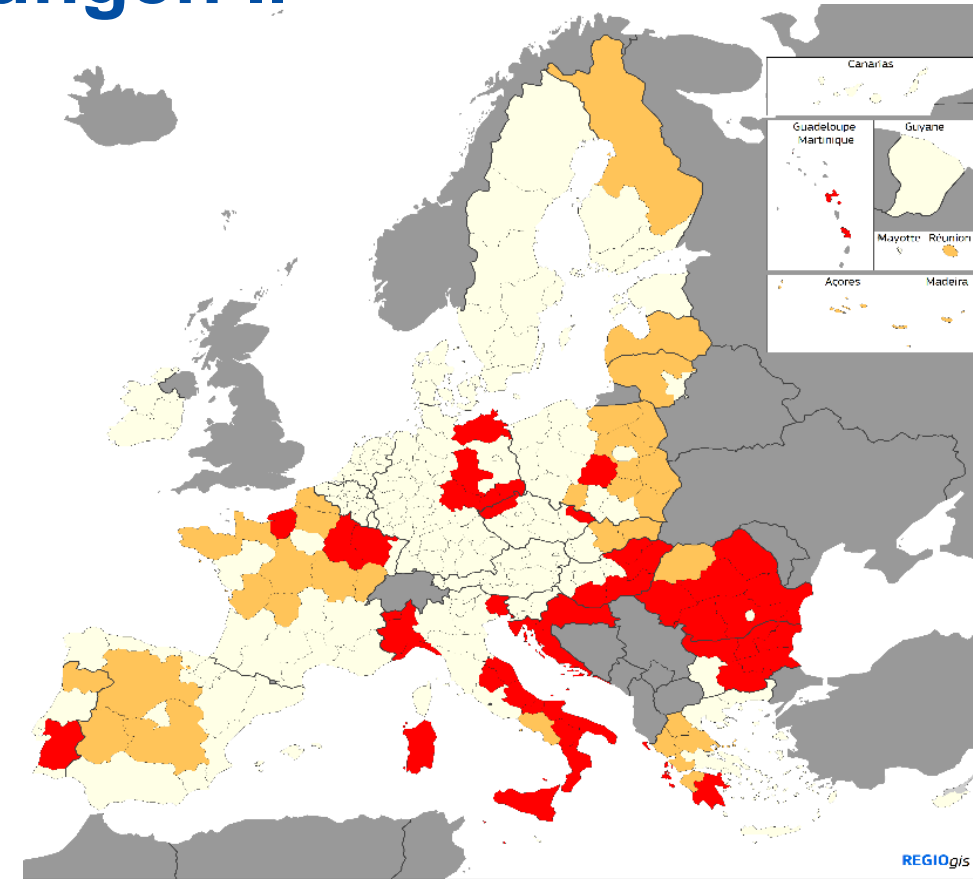 Canarias
Guadeloupe
Martinique
Guyane
Mayotte
Réunion
Açores
Madeira
REGIOgis